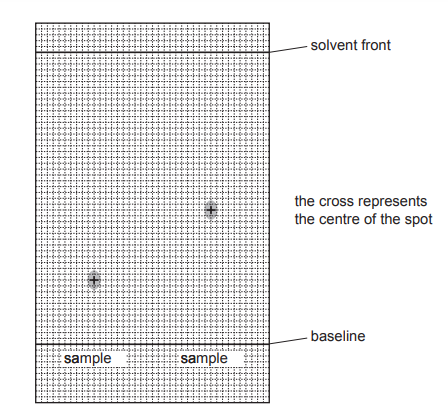 solvent front
the cross represents
the centre of the spot
baseline
sample sample